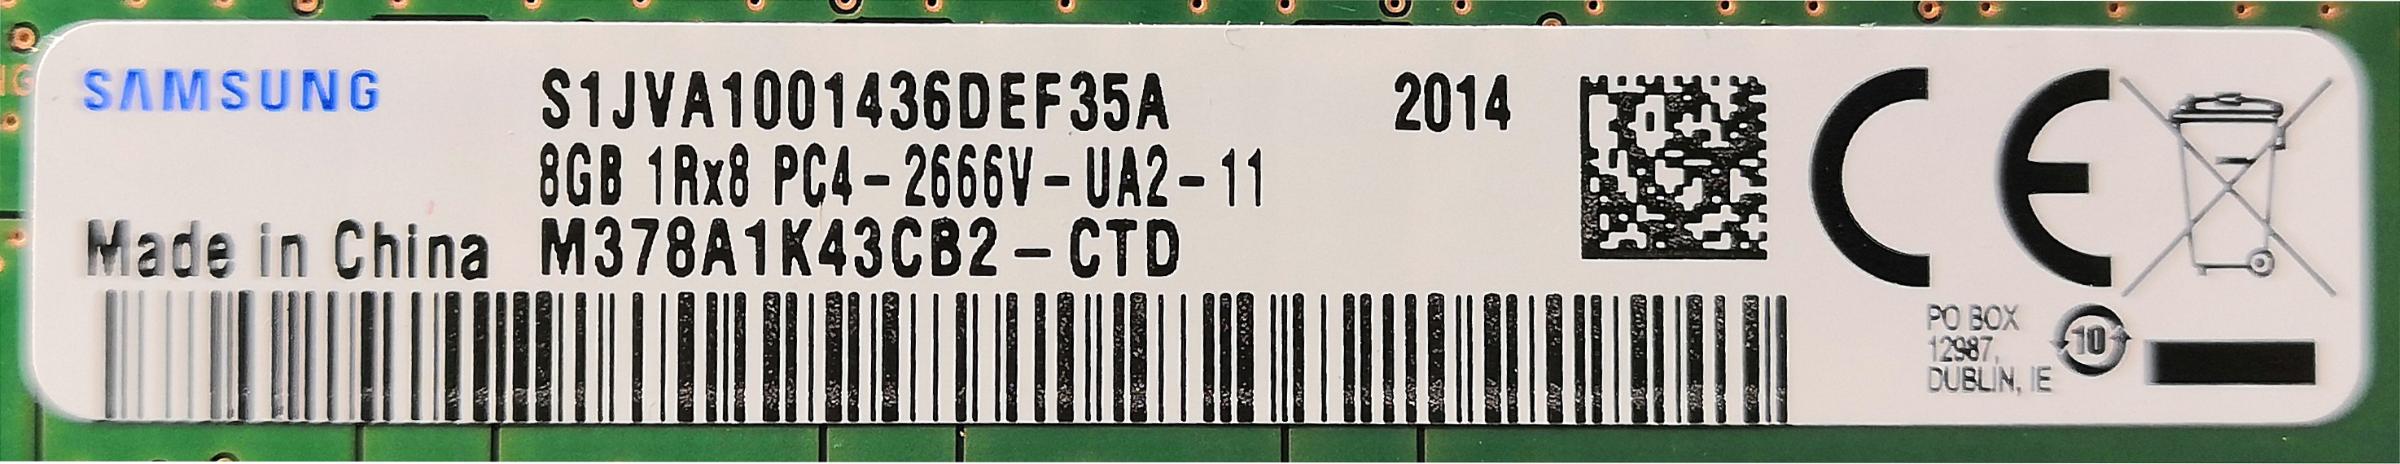 SAMSUNG
S1JVA1001436DEF35A 2014
8GB 1Rx8 PC4-2666V-UA2-11
Made in China M378A1K43CB2-CTD
CE
PO BOX
12987,
DUBLIN, IE
10